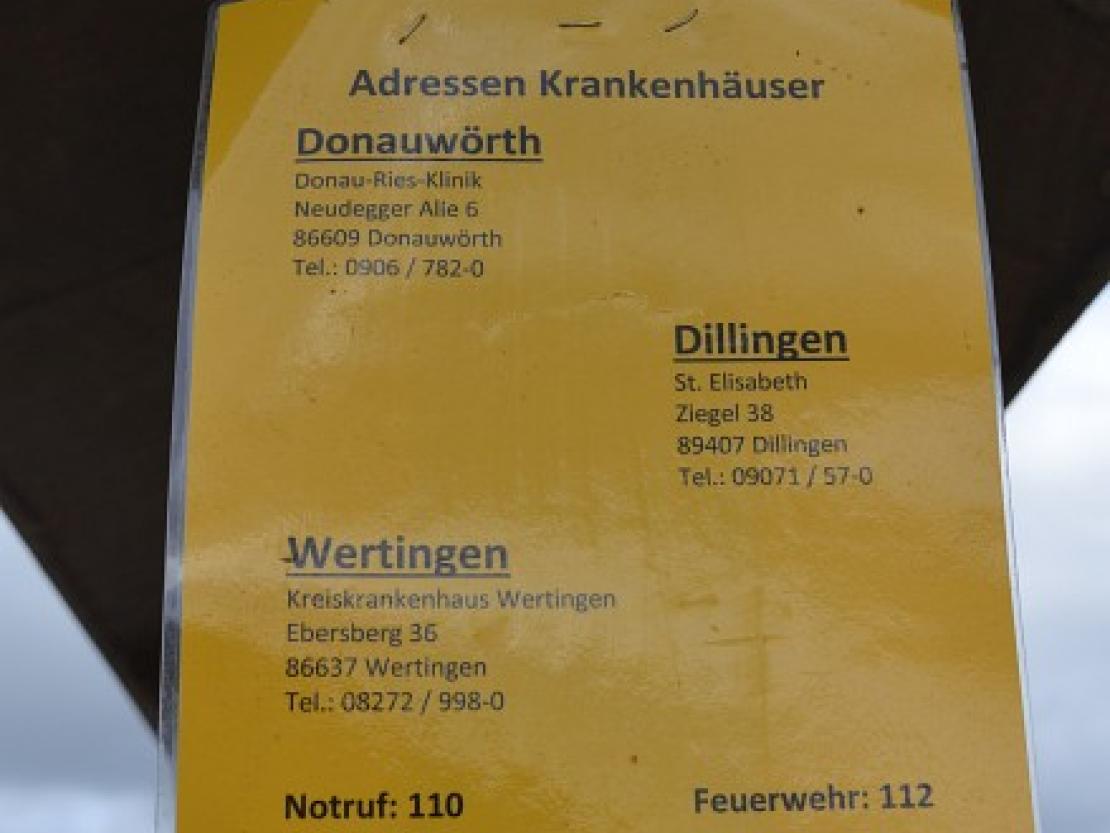 Adressen Krankenhäuser
Donauwörth
Donau-Ries-Klinik
Neudegger Alle 6
86609 Donauwörth
Tel.: 0906 / 782-0
Dillingen
St. Elisabeth
Ziegel 38
89407 Dillingen
Tel.: 09071 / 57-0
Wertingen
Kreiskrankenhaus Wertingen
Ebersberg 36
86637 Wertingen
Tel.: 08272 / 998-0
Notruf: 110
Feuerwehr: 112